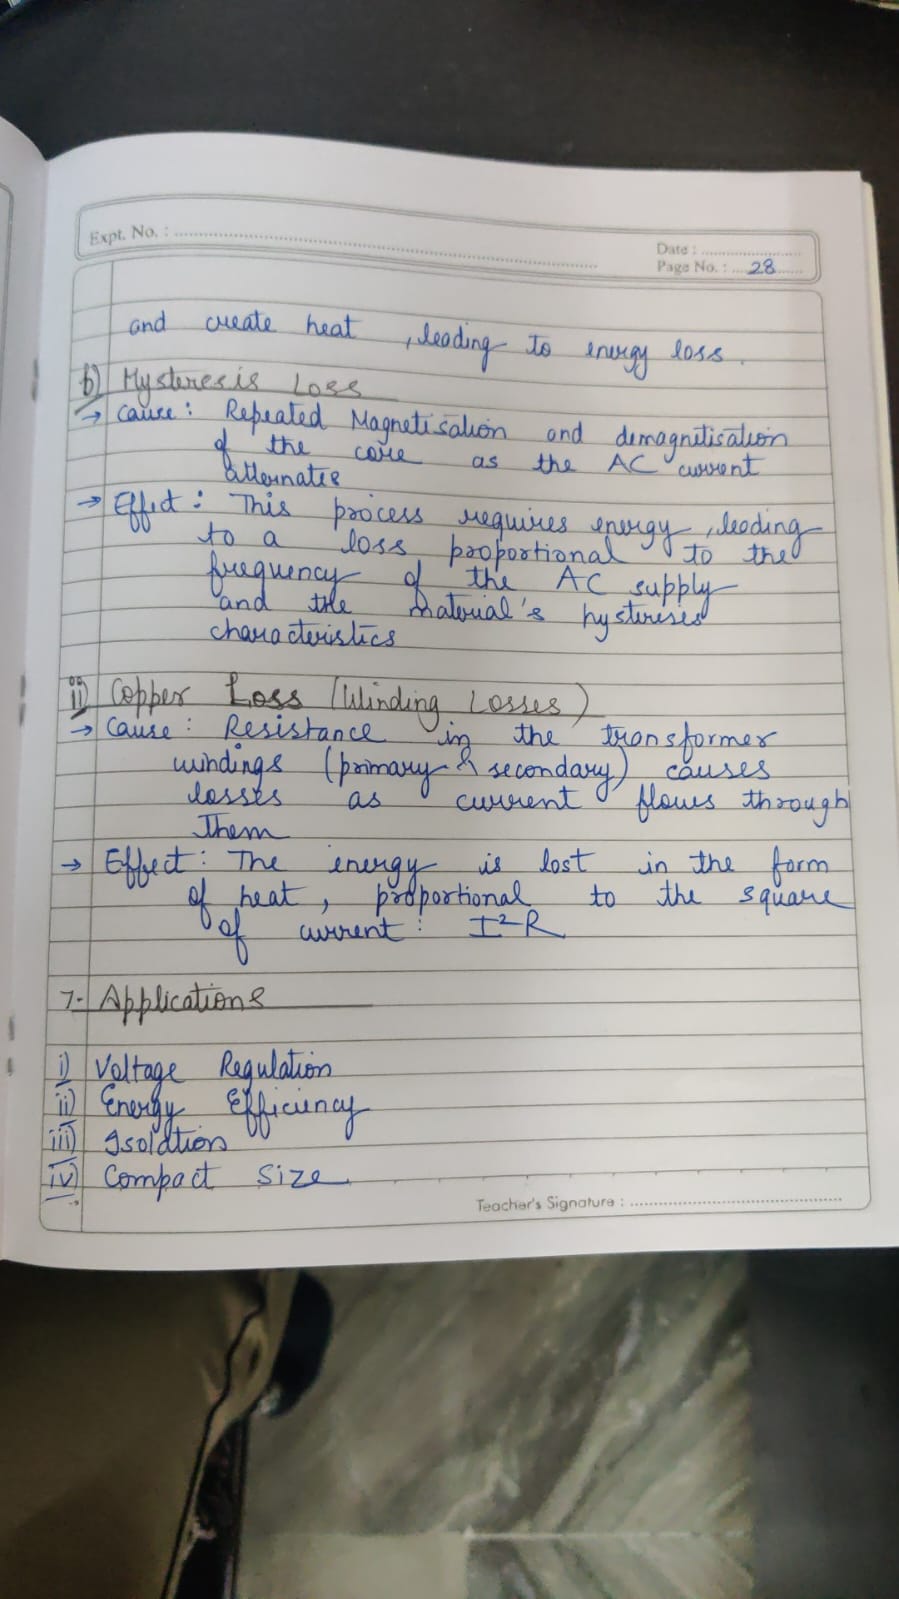 Expt. No. :
Date :
Page No. : 28
and create heat, leading to energy loss.
b) Hysteresis Loss
→ Cause: Repeated Magnetisation and demagnetisation
of the core as the AC current
alternates
→ Effect: This process requires energy, leading
to a loss proportional to the
frequency of the AC supply
and the material's hystereses
characteristics
ii) Copper Loss (Winding Losses)
→ Cause: Resistance in the transformer
windings (primary & secondary) causes
losses as current flows through
Them
→ Effect: The energy is lost in the form
of heat, proportional to the square
of current: I²R
7- Applications
i) Voltage Regulation
ii) Energy Efficiency
iii) Isolation
iv) Compact Size
Teacher's Signature :